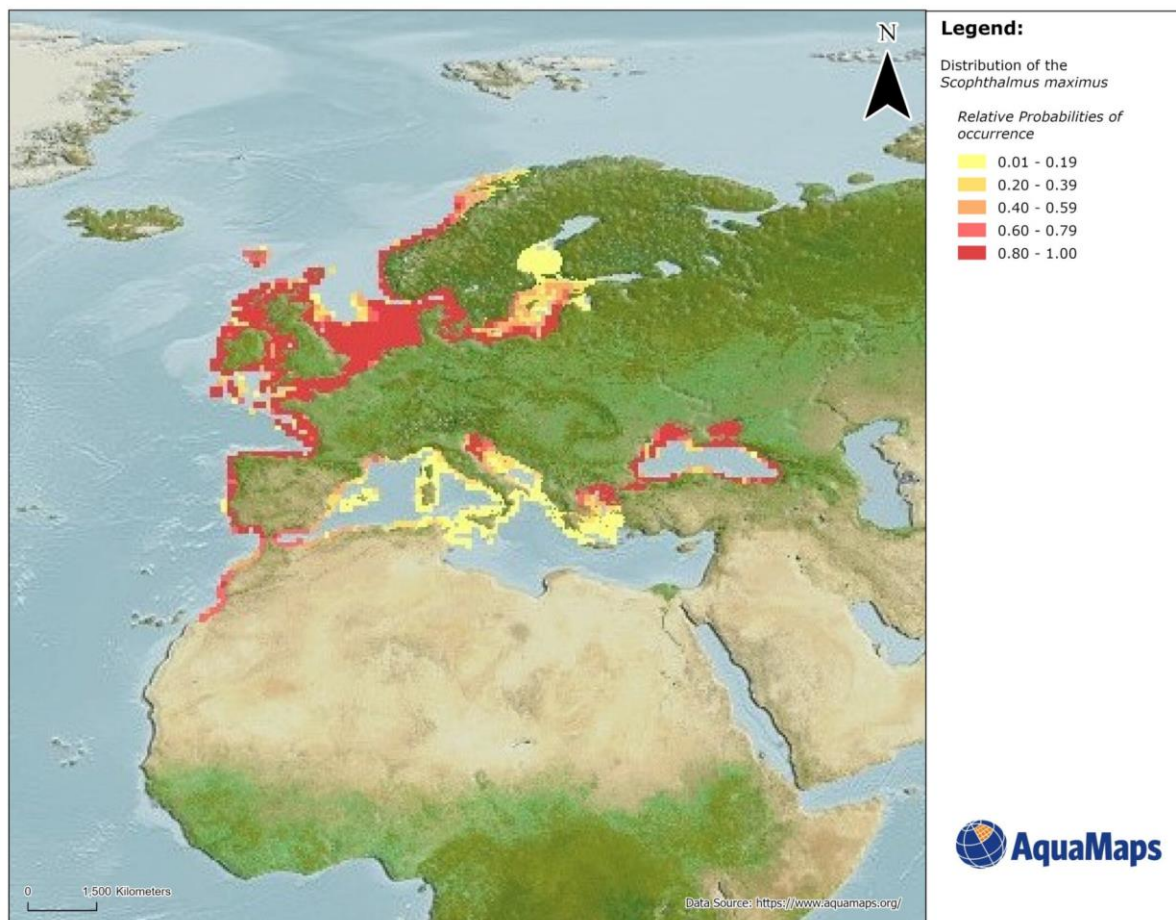 N
0 1,500 Kilometers
Data Source: https://www.aquamaps.org/
Legend:
Distribution of the
Scophthalmus maximus
Relative Probabilities of
occurrence
0.01 - 0.19
0.20 - 0.39
0.40 - 0.59
0.60 - 0.79
0.80 - 1.00
AquaMaps